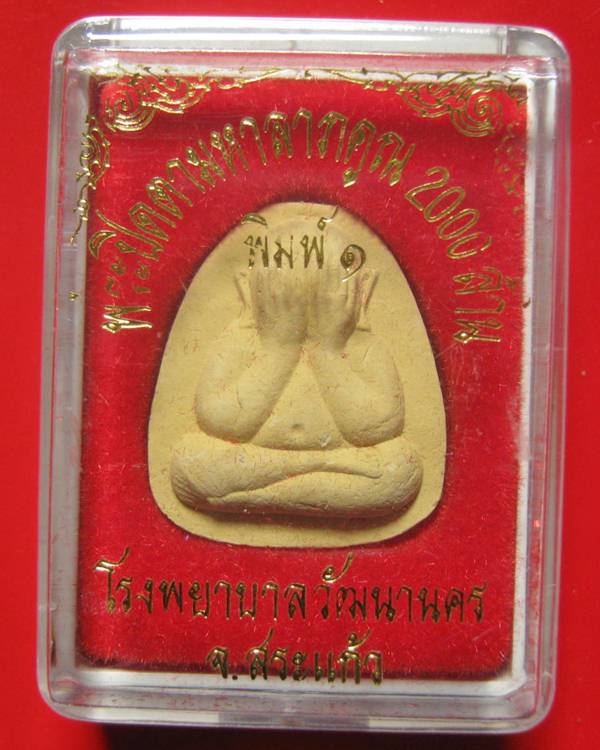 พระปิดตามหาลาภคูณ 2000 ล้าน
พิมพ์ ๑
โรงพยาบาลวัฒนานคร
จ.สระแก้ว